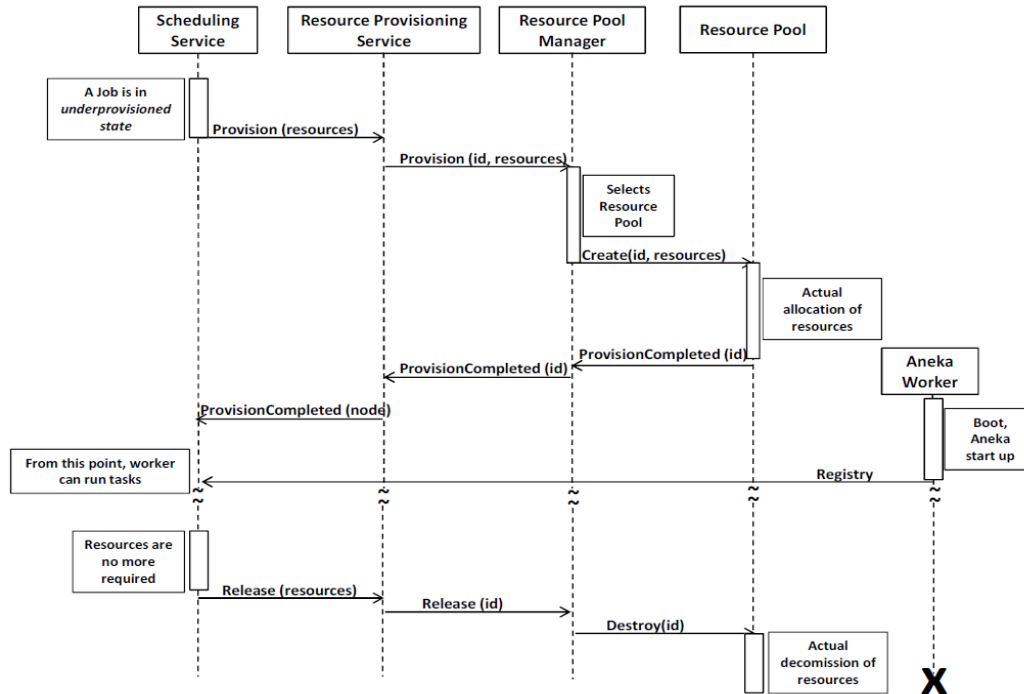 Scheduling
Service
Resource Provisioning
Service
Resource Pool
Manager
Resource Pool
A Job is in
underprovisioned
state
Provision (resources)
Provision (id, resources)
Selects
Resource
Pool
Create(id, resources)
Actual
allocation of
resources
ProvisionCompleted (id)
ProvisionCompleted (id)
Aneka
Worker
ProvisionCompleted (node)
Boot,
Aneka
start up
From this point, worker
can run tasks
Registry
Resources are
no more
required
Release (resources)
Release (id)
Destroy(id)
Actual
decomission of
resources
X